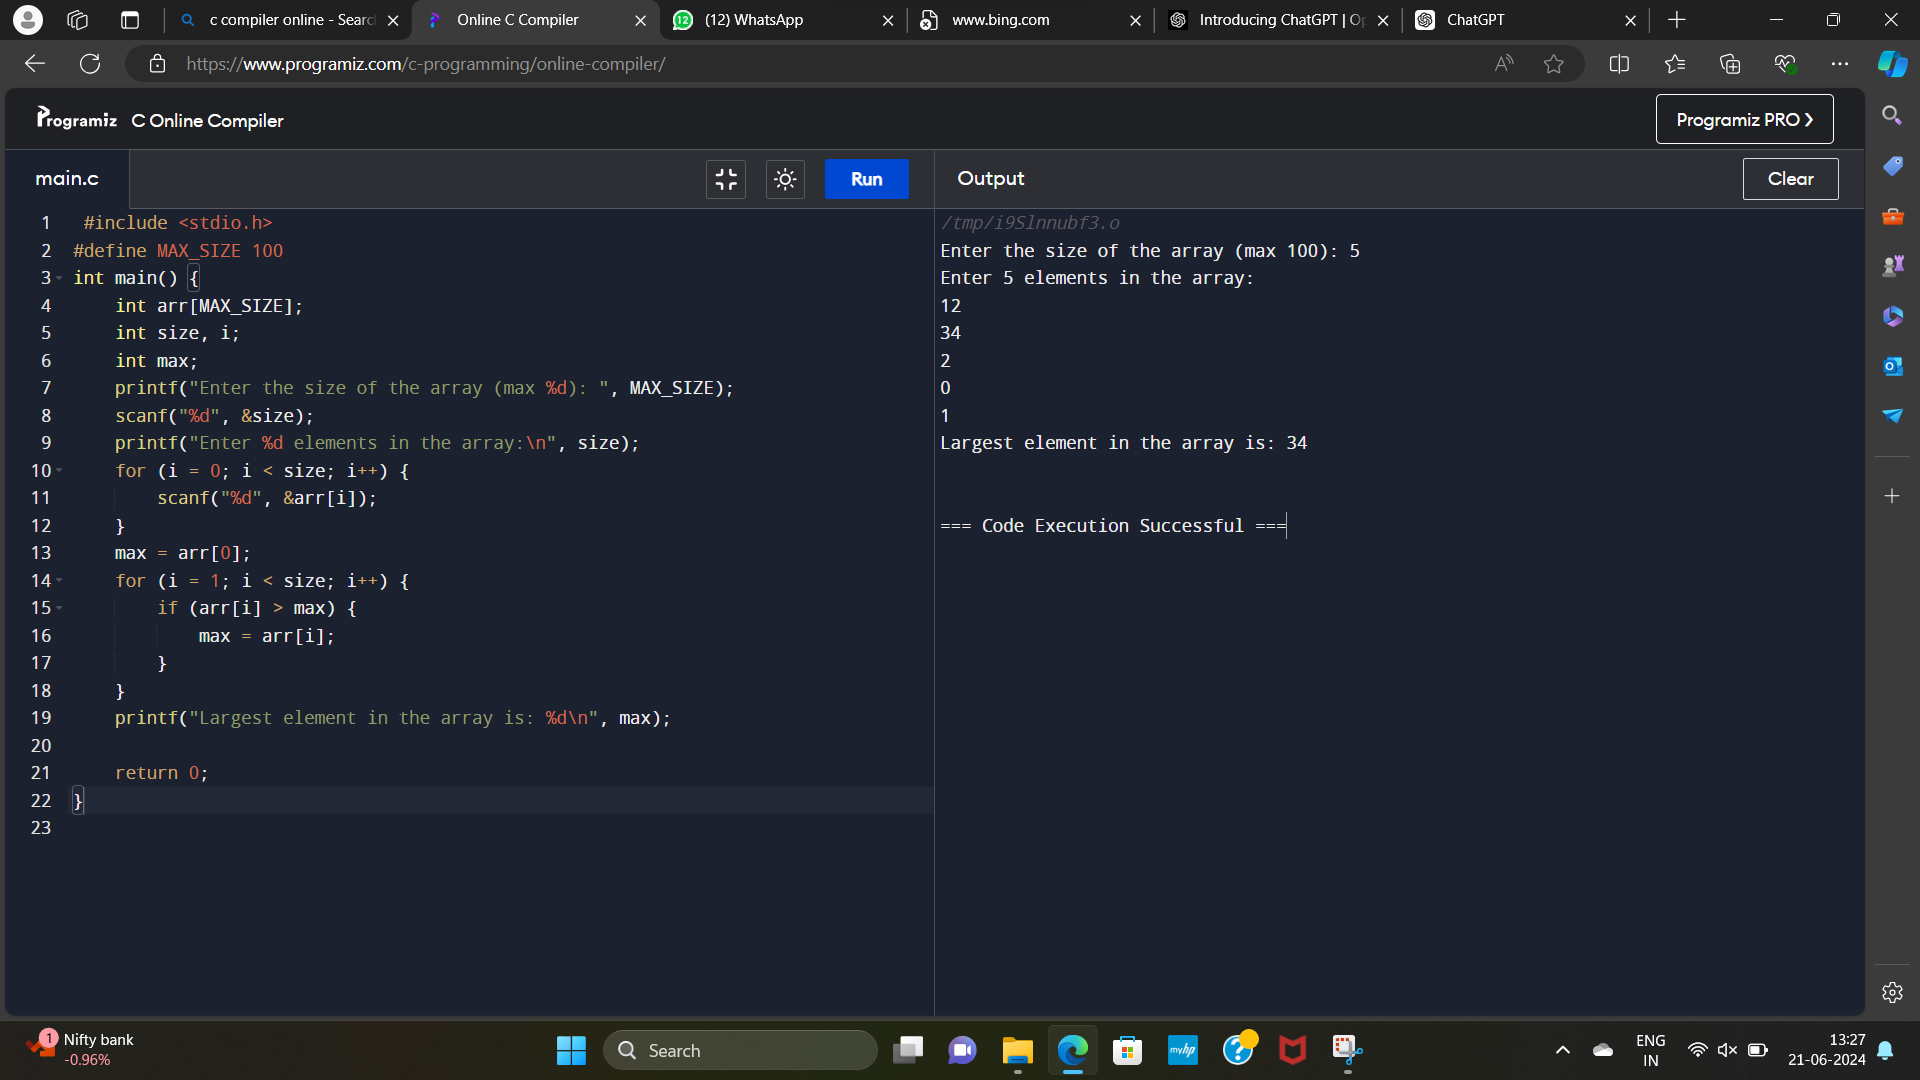 c compiler online - Searc
Online C Compiler
(12) WhatsApp
www.bing.com
Introducing ChatGPT | Op
ChatGPT
https://www.programiz.com/c-programming/online-compiler/
Programiz C Online Compiler
Programiz PRO
main.c
Run
Output
Clear
1 #include <stdio.h>
2 #define MAX_SIZE 100
3 int main() {
4     int arr[MAX_SIZE];
5     int size, i;
6     int max;
7     printf("Enter the size of the array (max %d): ", MAX_SIZE);
8     scanf("%d", &size);
9     printf("Enter %d elements in the array:\n", size);
10     for (i = 0; i < size; i++) {
11         scanf("%d", &arr[i]);
12     }
13     max = arr[0];
14     for (i = 1; i < size; i++) {
15         if (arr[i] > max) {
16             max = arr[i];
17         }
18     }
19     printf("Largest element in the array is: %d\n", max);
20
21     return 0;
22 }
23
/tmp/i9Slnnubf3.o
Enter the size of the array (max 100): 5
Enter 5 elements in the array:
12
34
2
0
1
Largest element in the array is: 34
=== Code Execution Successful ===
1
Nifty bank
-0.96%
Search
myhp
ENG
IN
13:27
21-06-2024